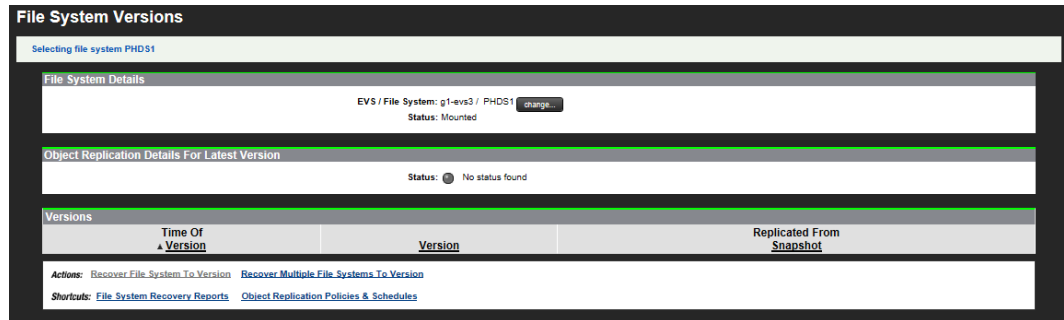 File System Versions
Selecting file system PHDS1
File System Details
EVS / File System: g1-evs3 / PHDS1 change...
Status: Mounted
Object Replication Details For Latest Version
Status: No status found
Versions
Time Of Replicated From
▲ Version Version Snapshot
Actions: Recover File System To Version Recover Multiple File Systems To Version
Shortcuts: File System Recovery Reports Object Replication Policies & Schedules